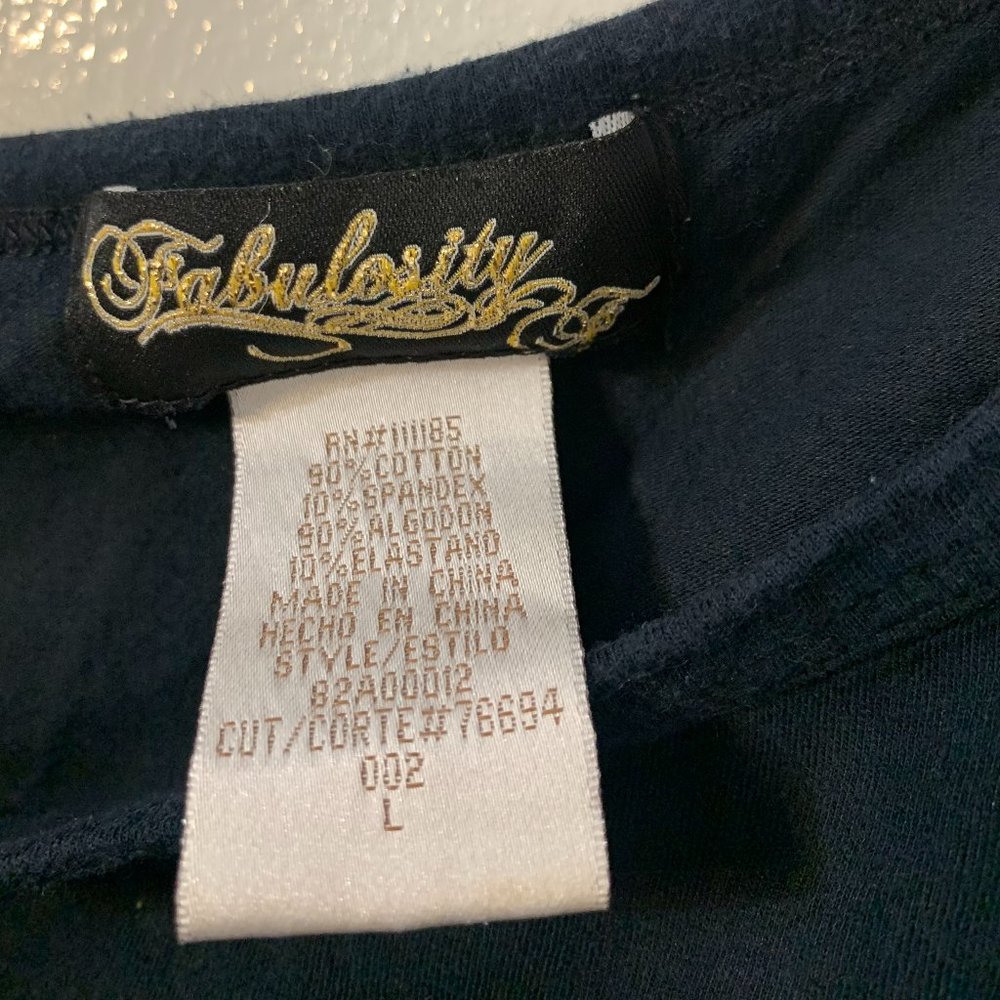 Fabulosity
F
RN#111185
90%COTTON
10%SPANDEX
90%ALGODON
10%ELASTANO
MADE IN CHINA
HECHO EN CHINA
STYLE/ESTILO
82A00012
CUT/CORTE#76694
002
L